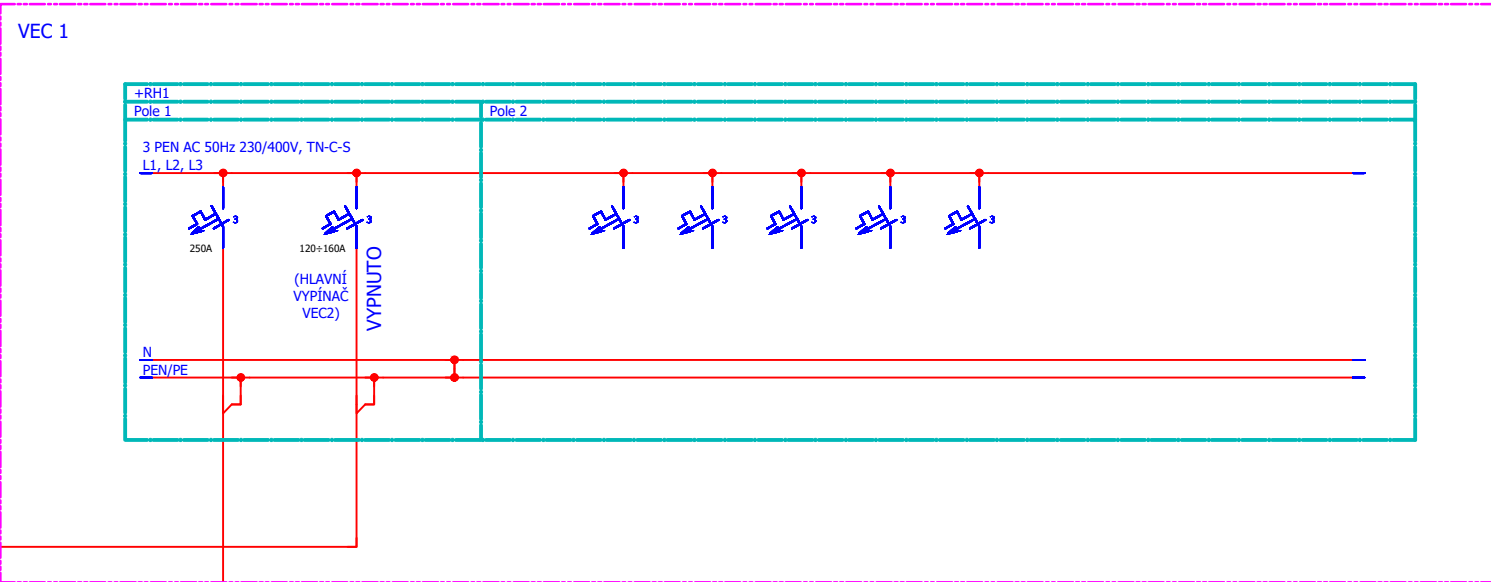 VEC 1
+RH1
Pole 1
Pole 2
3 PEN AC 50Hz 230/400V, TN-C-S
L1, L2, L3
3
3
3
3
3
3
3
250A
120÷160A
(HLAVNÍ
VYPÍNAČ
VEC2)
VYPNUTO
N
PEN/PE